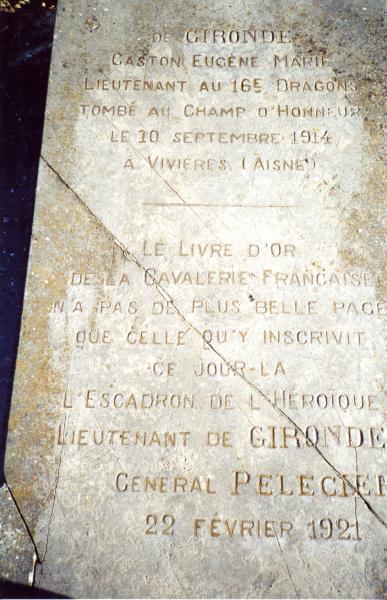 DE GIRONDE
GASTON EUGÈNE MARIE
LIEUTENANT AU 16E DRAGONS
TOMBÉ AU CHAMP D'HONNEUR
LE 10 SEPTEMBRE 1914
A VIVIÈRES (AISNE)
LE LIVRE D'OR
DE LA CAVALERIE FRANÇAISE
N'A PAS DE PLUS BELLE PAGE
QUE CELLE QU'Y INSCRIVIT
CE JOUR-LA
L'ESCADRON DE L'HÉROÏQUE
LIEUTENANT DE GIRONDE
GÉNÉRAL PELECIER
22 FÉVRIER 1921